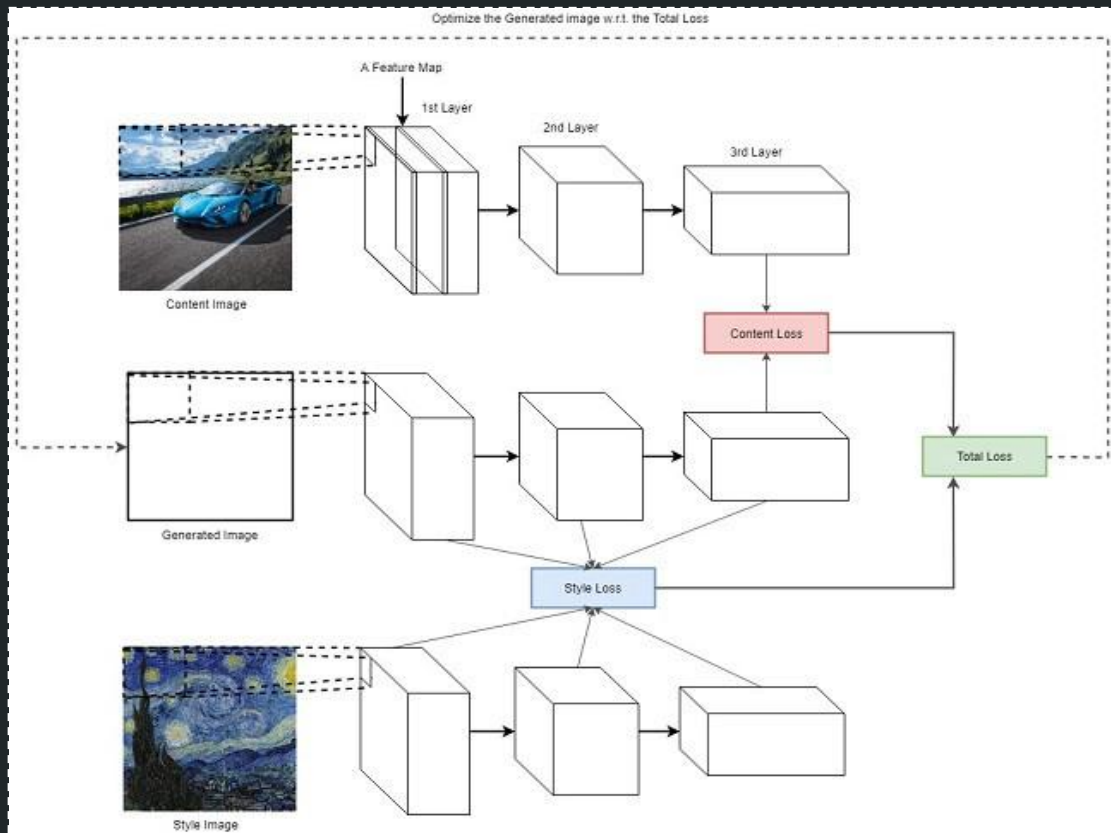 Optimize the Generated image w.r.t. the Total Loss
A Feature Map
1st Layer
2nd Layer
3rd Layer
Content Image
Content Loss
Total Loss
Generated Image
Style Loss
Style Image